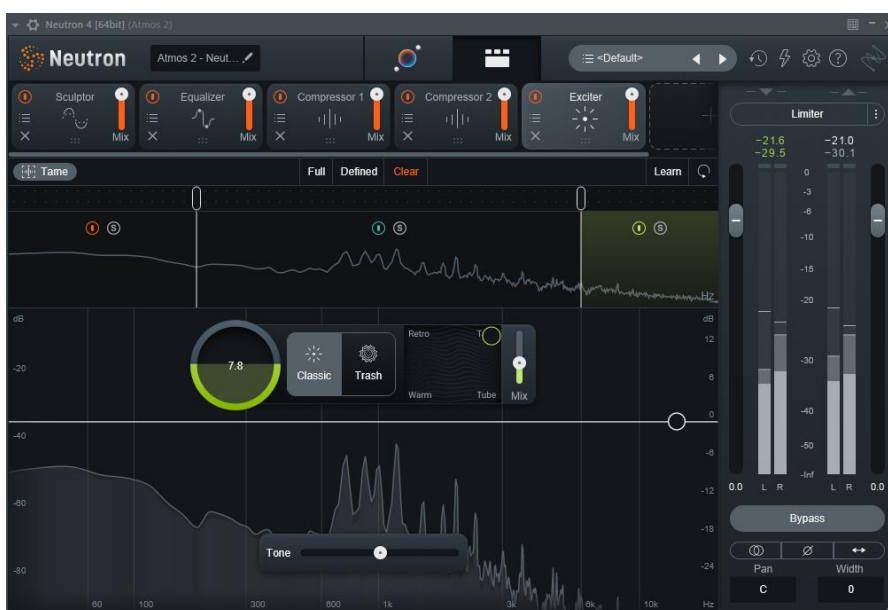 Neutron 4 [64bit] (Atmos 2)
Neutron
Atmos 2 - Neut...
<Default>
Sculptor
Equalizer
Compressor 1
Compressor 2
Exciter
Mix
Mix
Mix
Mix
Mix
Limiter
-21.6
-29.5
-21.0
-30.1
Tame
Full
Defined
Clear
Learn
S
S
S
Hz
dB
-20
-40
-60
-80
dB
12
6
0
-6
-12
-18
-24
7.8
Classic
Trash
Retro
Warm
Tube
Mix
Tone
60
100
300
600
1k
3k
6k
10k
Hz
0
-3
-6
-10
-15
-20
-30
-40
-50
-Inf
0.0
L R
L R
0.0
Bypass
Pan
Width
C
0